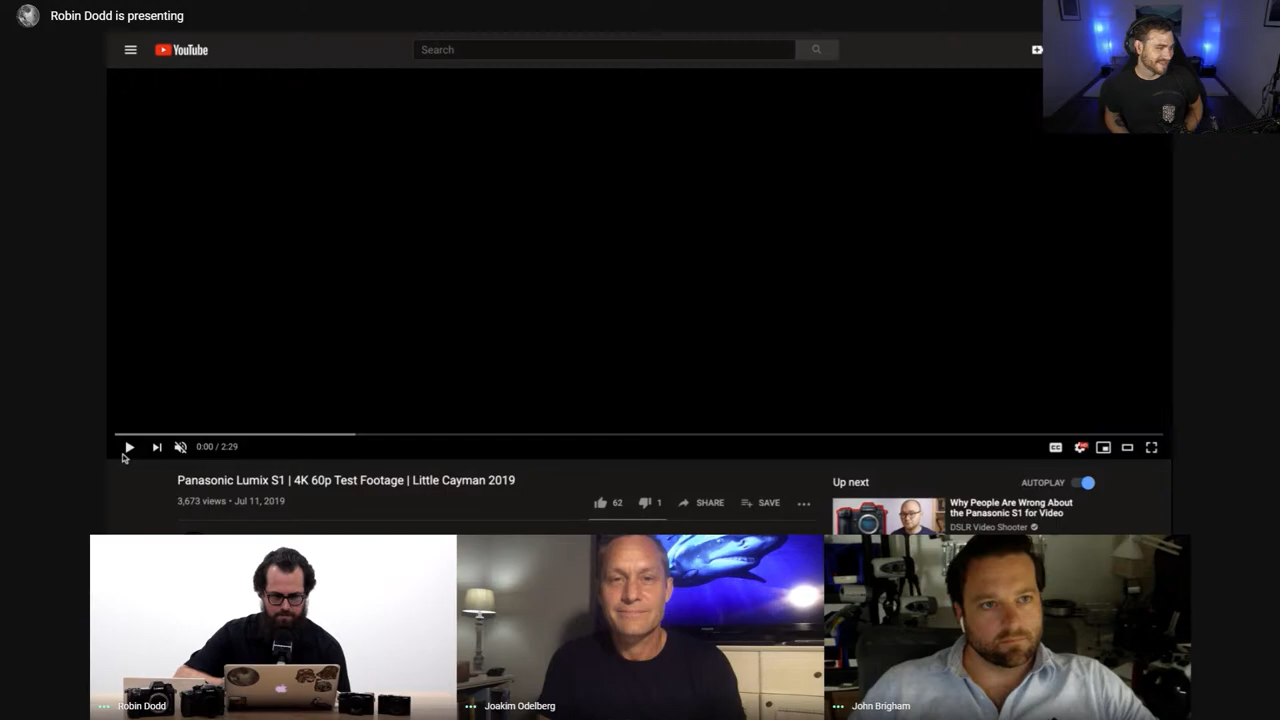 Robin Dodd is presenting
YouTube
Search
0:00 / 2:29
CC
Panasonic Lumix S1 | 4K 60p Test Footage | Little Cayman 2019
3,673 views • Jul 11, 2019
62
1
SHARE
SAVE
Up next
AUTOPLAY
Why People Are Wrong About
the Panasonic S1 for Video
DSLR Video Shooter
Robin Dodd
Joakim Odelberg
John Brigham